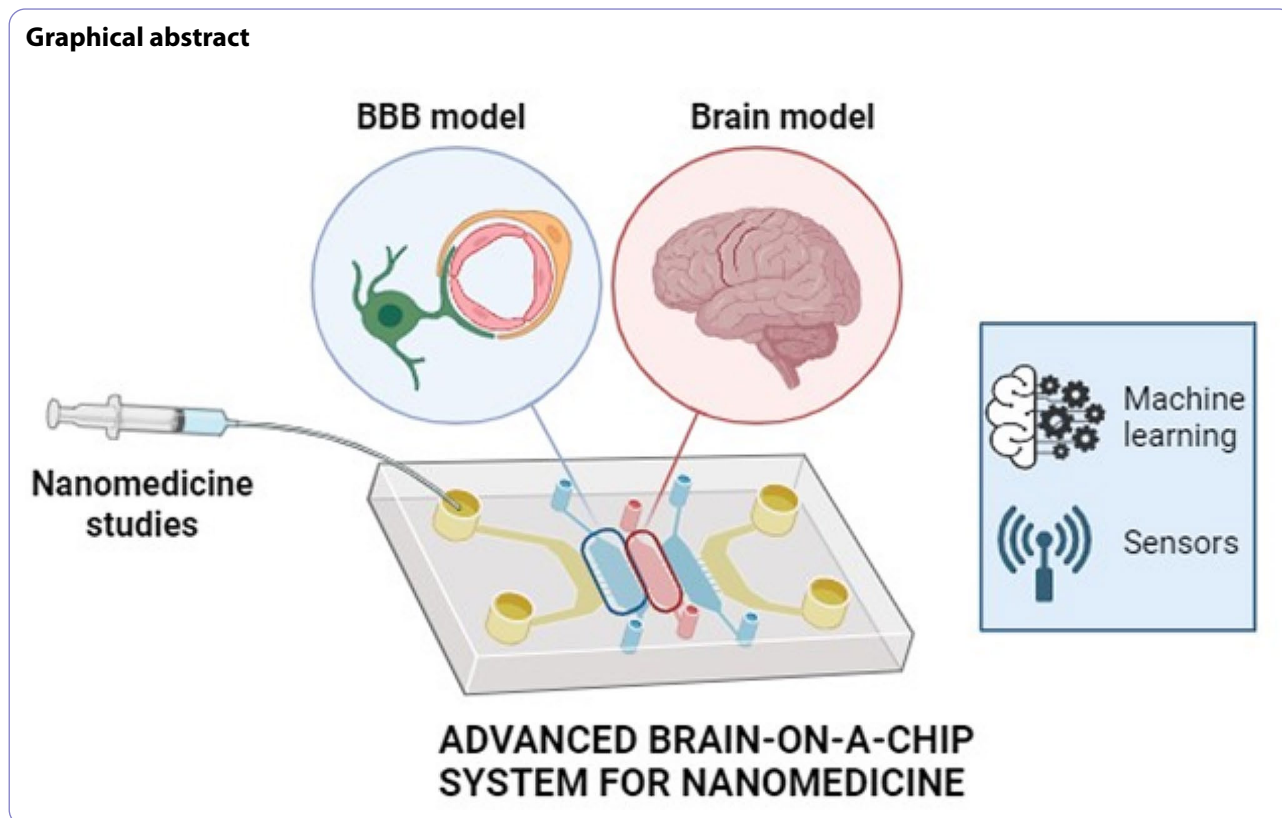 Graphical abstract
BBB model
Brain model
Nanomedicine
studies
Machine
learning
Sensors
ADVANCED BRAIN-ON-A-CHIP
SYSTEM FOR NANOMEDICINE